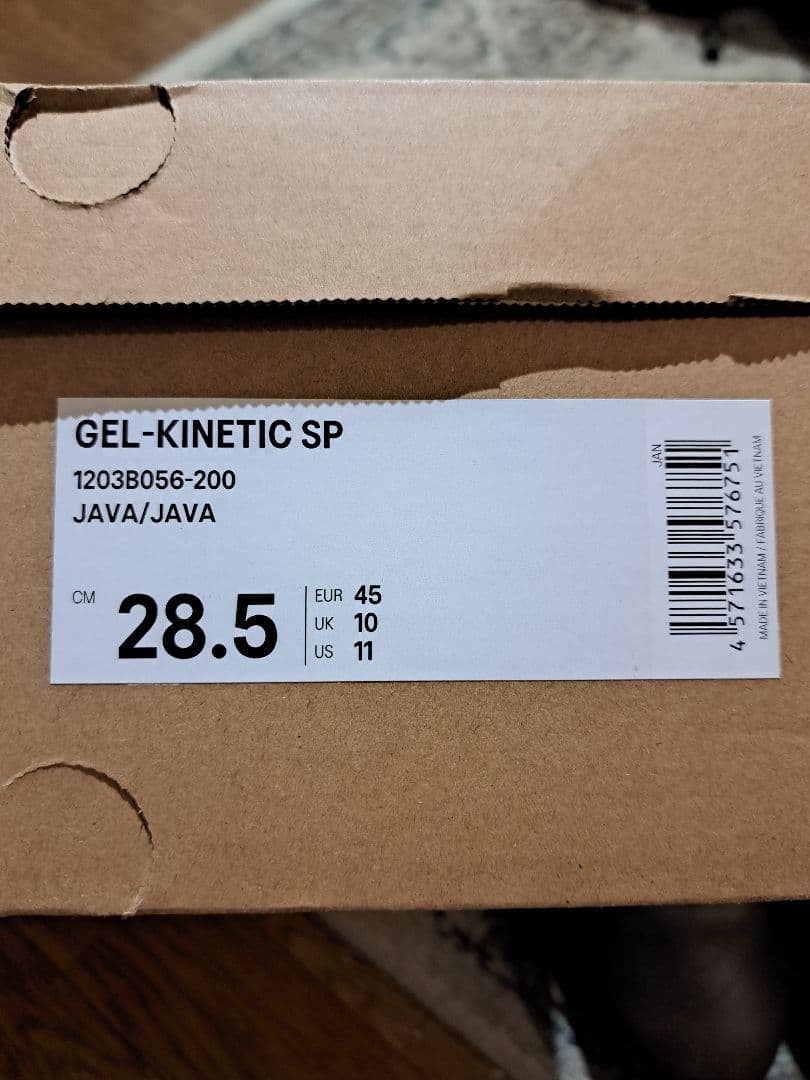 GEL-KINETIC SP
1203B056-200
JAVA/JAVA
CM 28.5
EUR 45
UK 10
US 11
JAN
4 571633 576751
MADE IN VIETNAM / FABRIQUE AU VIETNAM